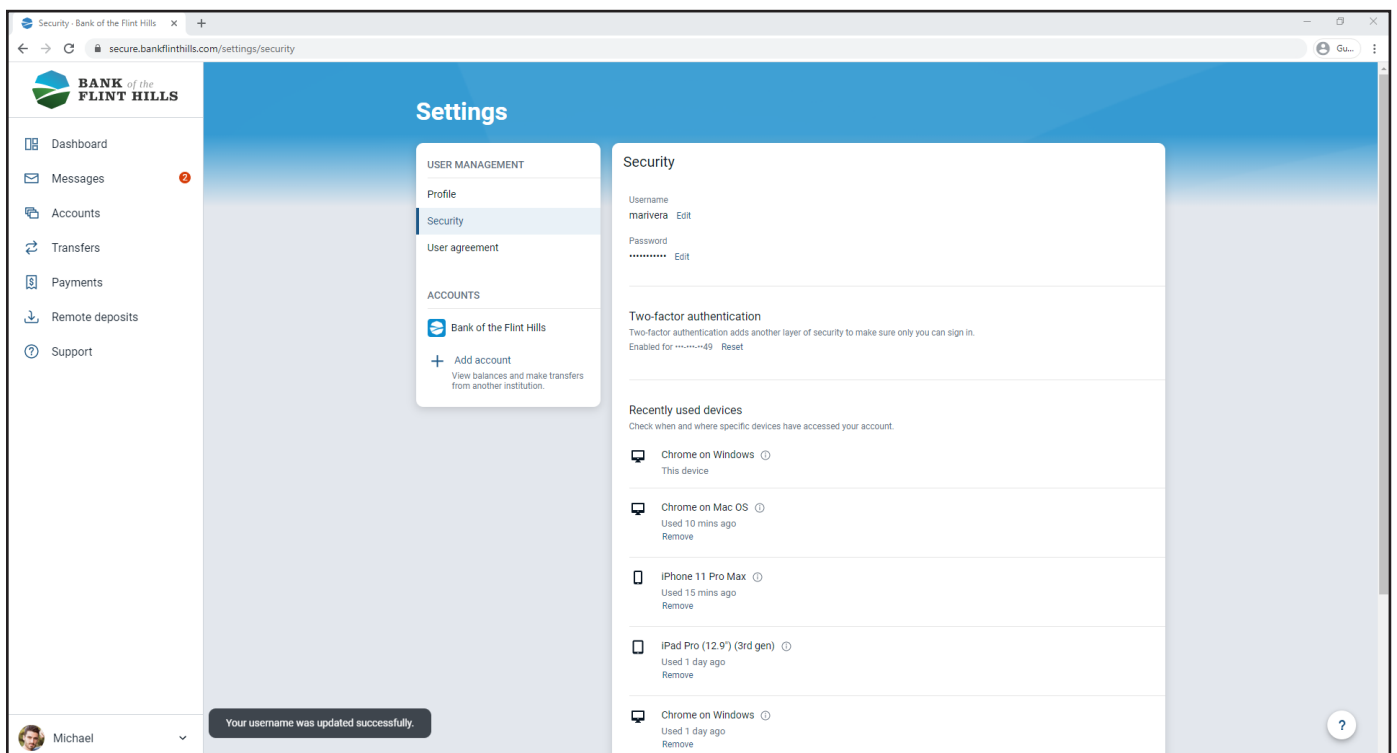 Security - Bank of the Flint Hills
secure.bankflinthills.com/settings/security
Gu...
BANK of the
FLINT HILLS
Dashboard
Messages 2
Accounts
Transfers
Payments
Remote deposits
Support
Michael
Settings
USER MANAGEMENT
Profile
Security
User agreement
ACCOUNTS
Bank of the Flint Hills
Add account
View balances and make transfers
from another institution.
Security
Username
marivera Edit
Password
••••••••••• Edit
Two-factor authentication
Two-factor authentication adds another layer of security to make sure only you can sign in.
Enabled for •••-•••-••49 Reset
Recently used devices
Check when and where specific devices have accessed your account.
Chrome on Windows
This device
Chrome on Mac OS
Used 10 mins ago
Remove
iPhone 11 Pro Max
Used 15 mins ago
Remove
iPad Pro (12.9") (3rd gen)
Used 1 day ago
Remove
Chrome on Windows
Used 1 day ago
Remove
Your username was updated successfully.
?